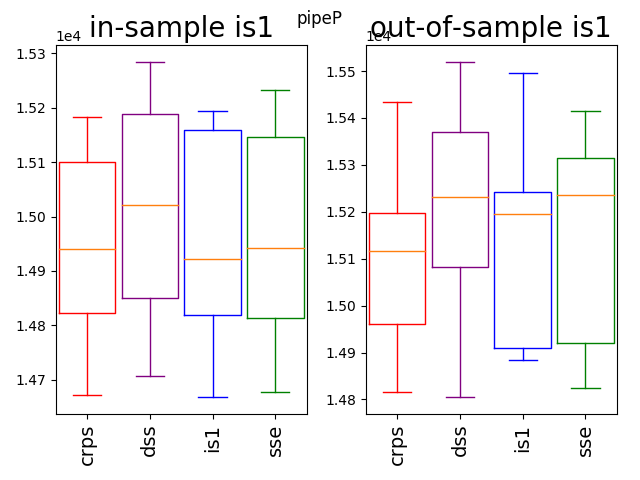 pipeP
in-sample is1
1e4
1.53
1.52
1.51
1.50
1.49
1.48
1.47
crps
dss
is1
sse
out-of-sample is1
1e4
1.55
1.54
1.53
1.52
1.51
1.50
1.49
1.48
crps
dss
is1
sse